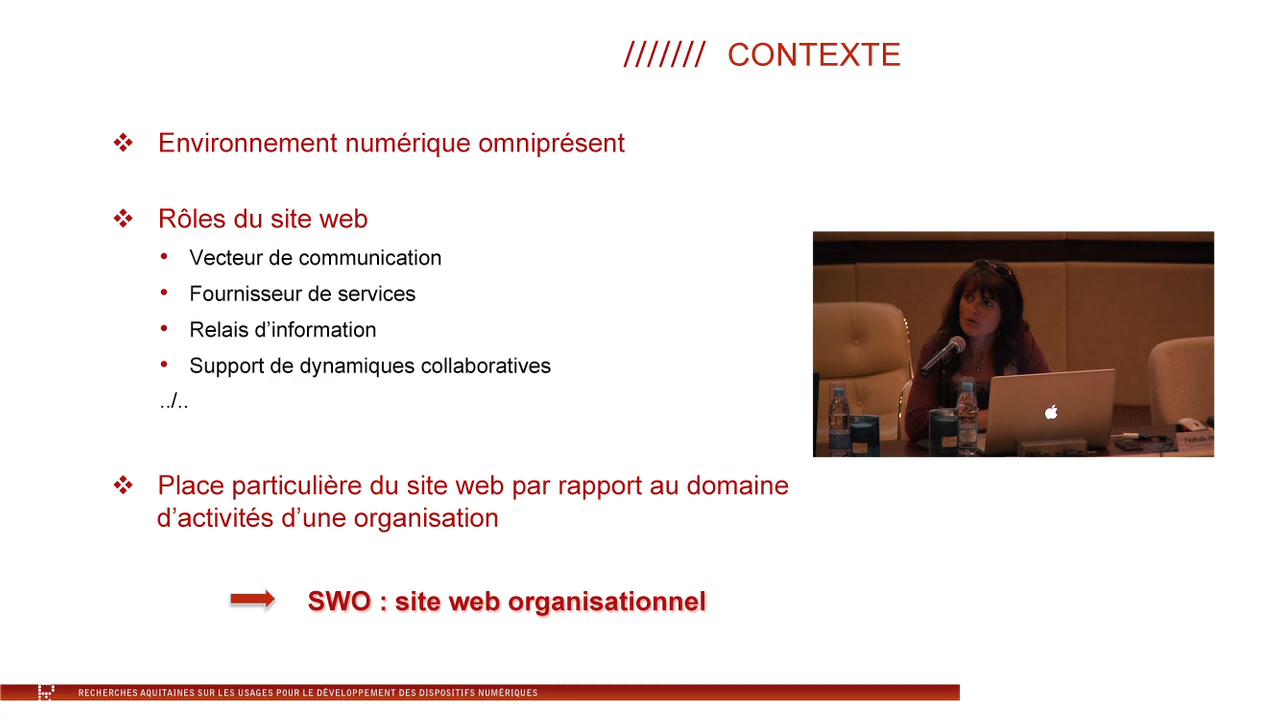 /////// CONTEXTE
❖ Environnement numérique omniprésent
❖ Rôles du site web
• Vecteur de communication
• Fournisseur de services
• Relais d’information
• Support de dynamiques collaboratives
../..
❖ Place particulière du site web par rapport au domaine
d’activités d’une organisation
SWO : site web organisationnel
RECHERCHES AQUITAINES SUR LES USAGES POUR LE DÉVELOPPEMENT DES DISPOSITIFS NUMÉRIQUES
Nathalie